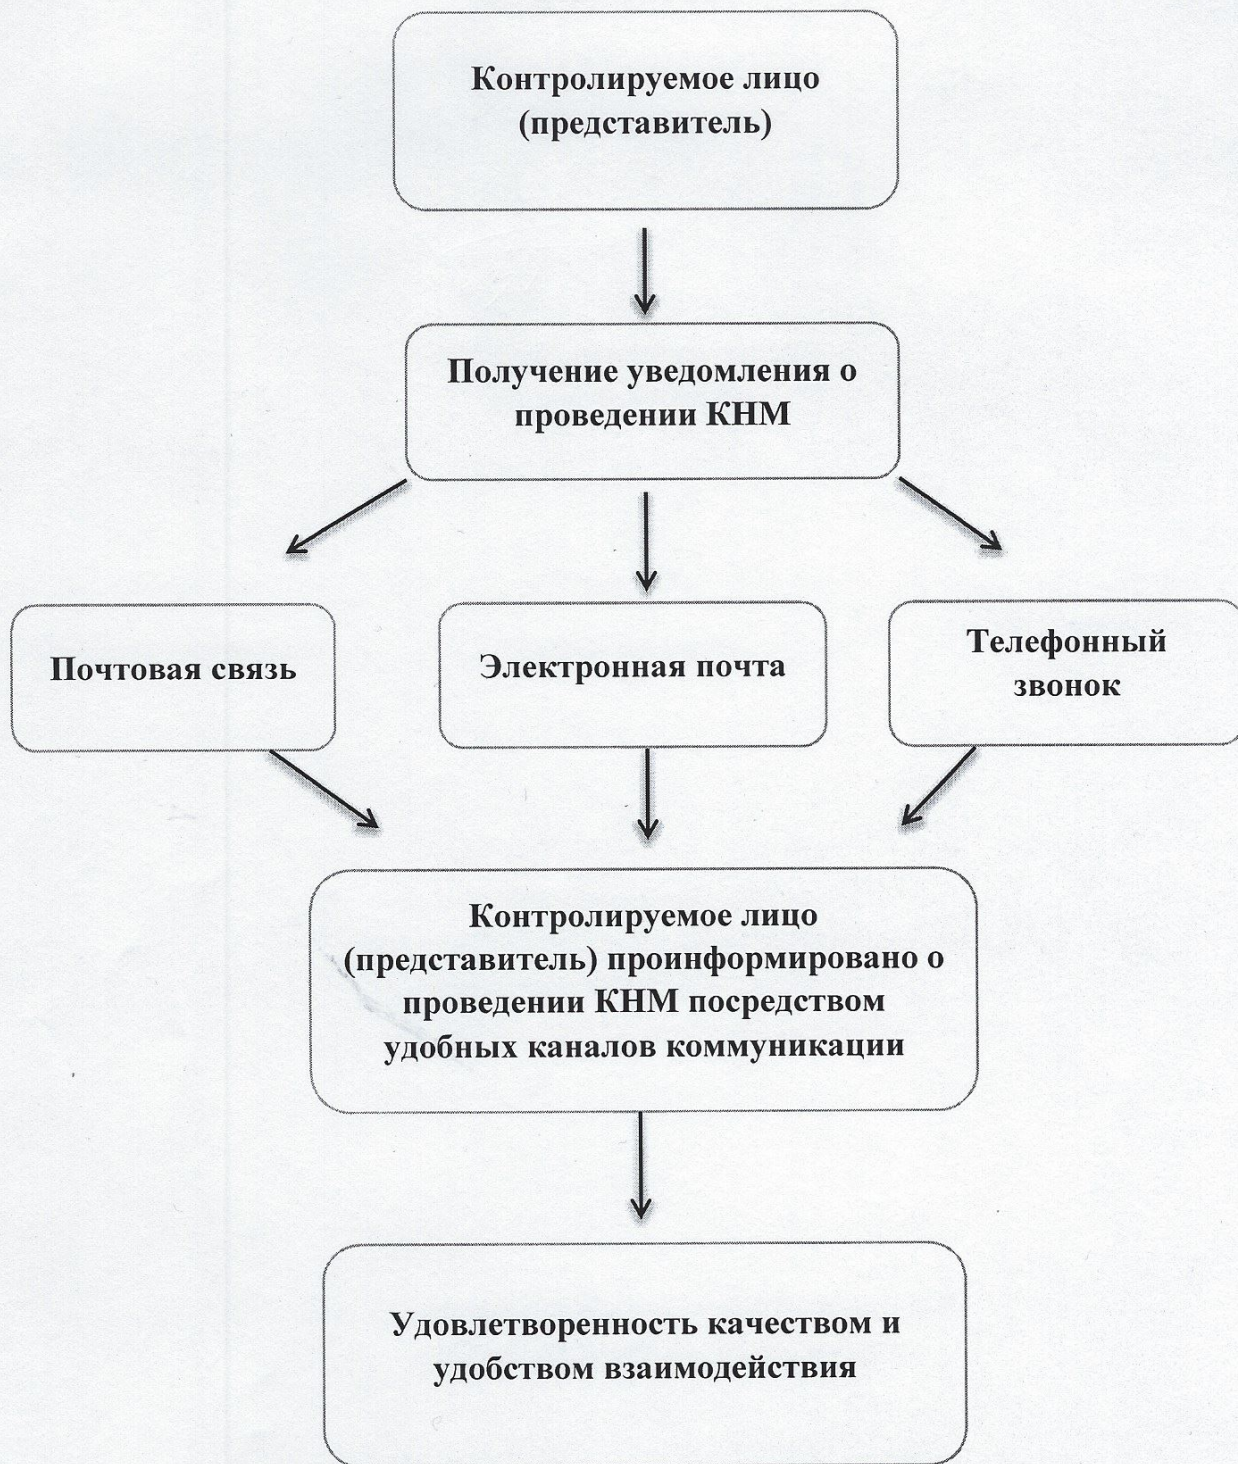 Контролируемое лицо
(представитель)
Получение уведомления о
проведении КНМ
Почтовая связь
Электронная почта
Телефонный
звонок
Контролируемое лицо
(представитель) проинформировано о
проведении КНМ посредством
удобных каналов коммуникации
Удовлетворенность качеством и
удобством взаимодействия